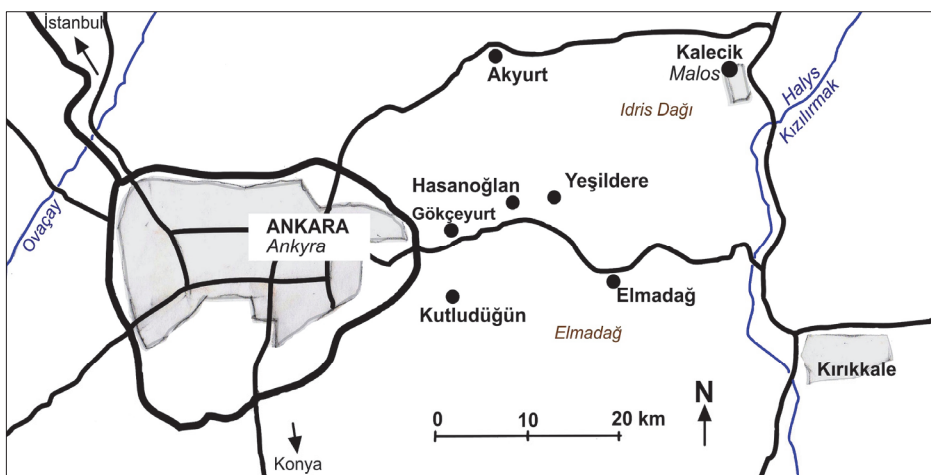 İstanbul
Kalecik
Malos
Akyurt
Halys
Kızılırmak
Idris Dağı
Ovaçay
Hasanoğlan
Yeşildere
Gökçeyurt
ANKARA
Ankyra
Elmadağ
Kutludüğün
Elmadağ
Kırıkkale
N
0 10 20 km
Konya